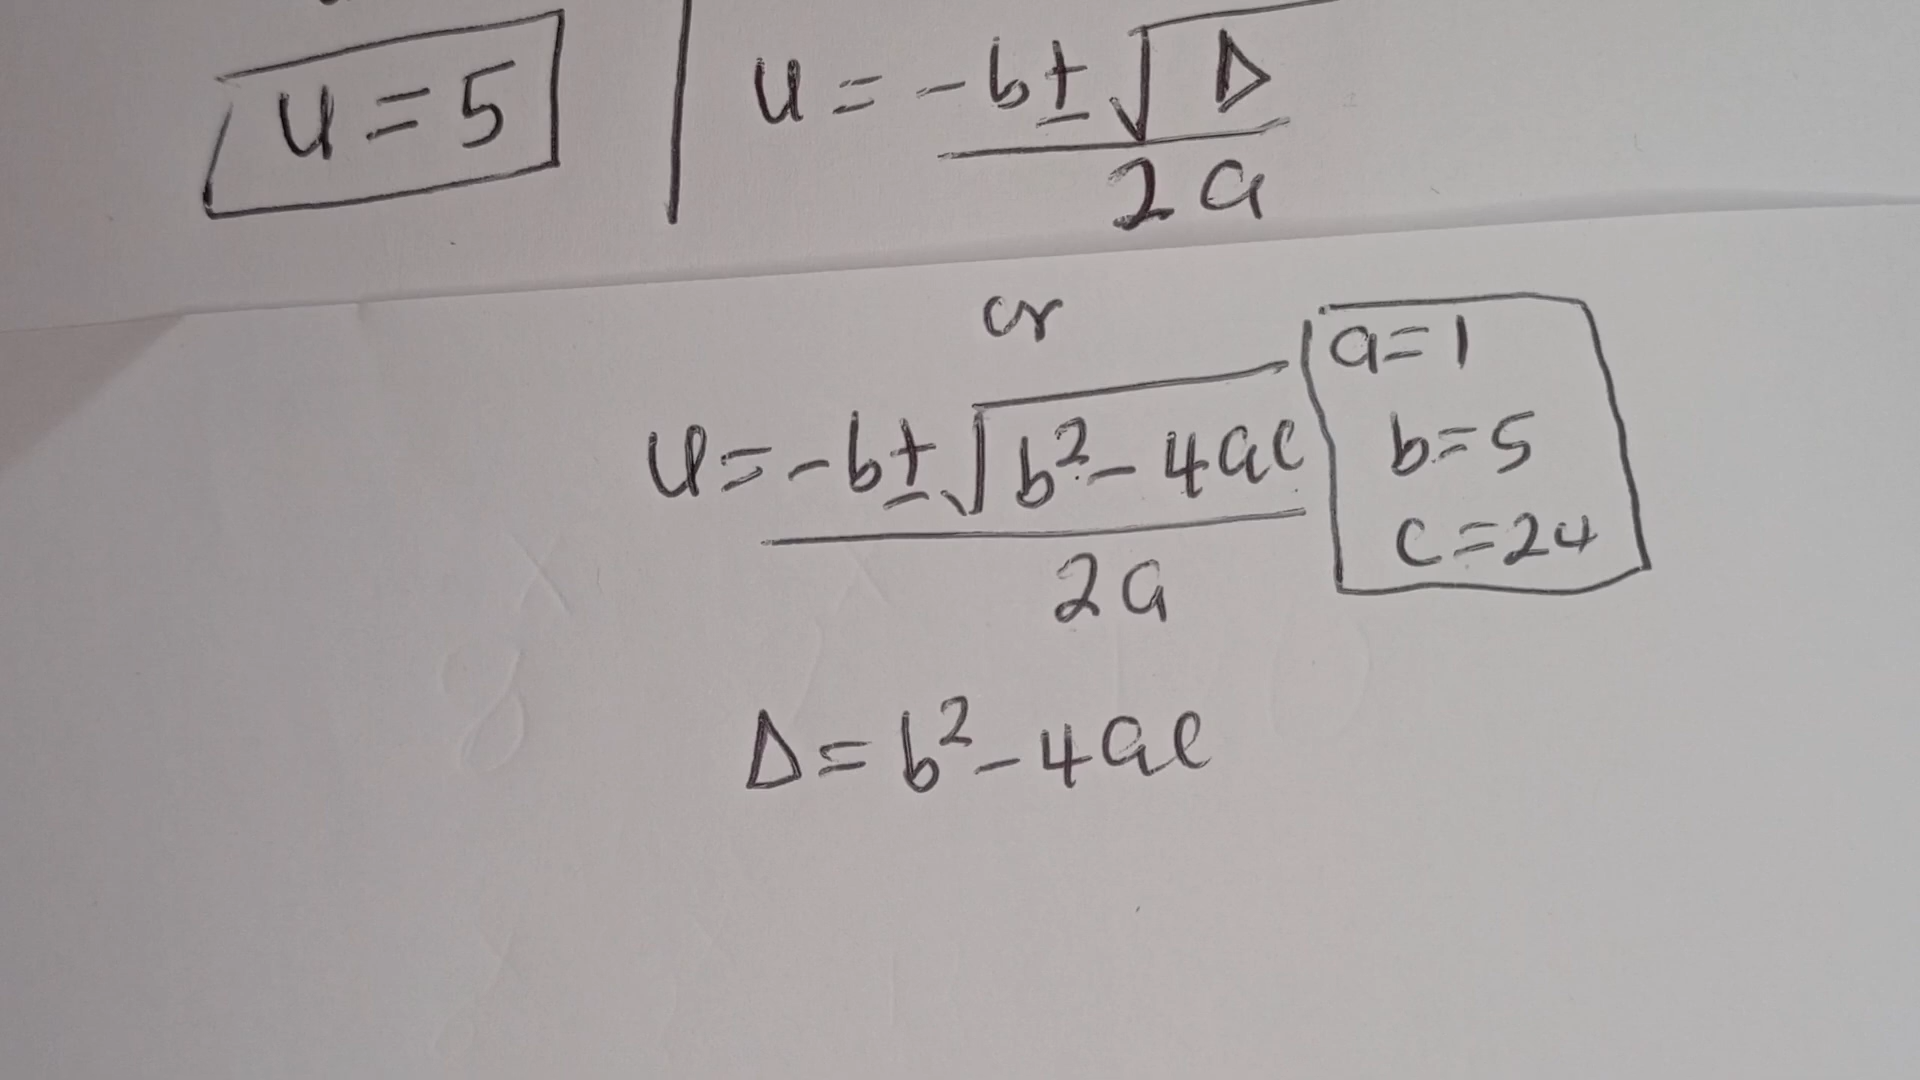 u = 5
u = -b ± √Δ
2a
or
u = -b ± √b² - 4ac
2a
a = 1
b = 5
c = 24
Δ = b² - 4ac